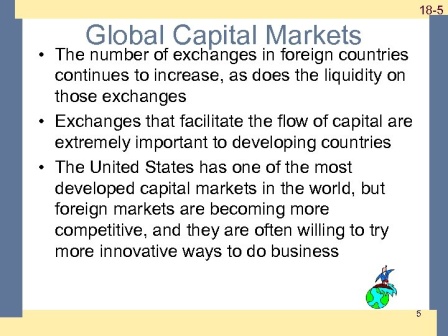 18-5
Global Capital Markets
• The number of exchanges in foreign countries
continues to increase, as does the liquidity on
those exchanges
• Exchanges that facilitate the flow of capital are
extremely important to developing countries
• The United States has one of the most
developed capital markets in the world, but
foreign markets are becoming more
competitive, and they are often willing to try
more innovative ways to do business
5